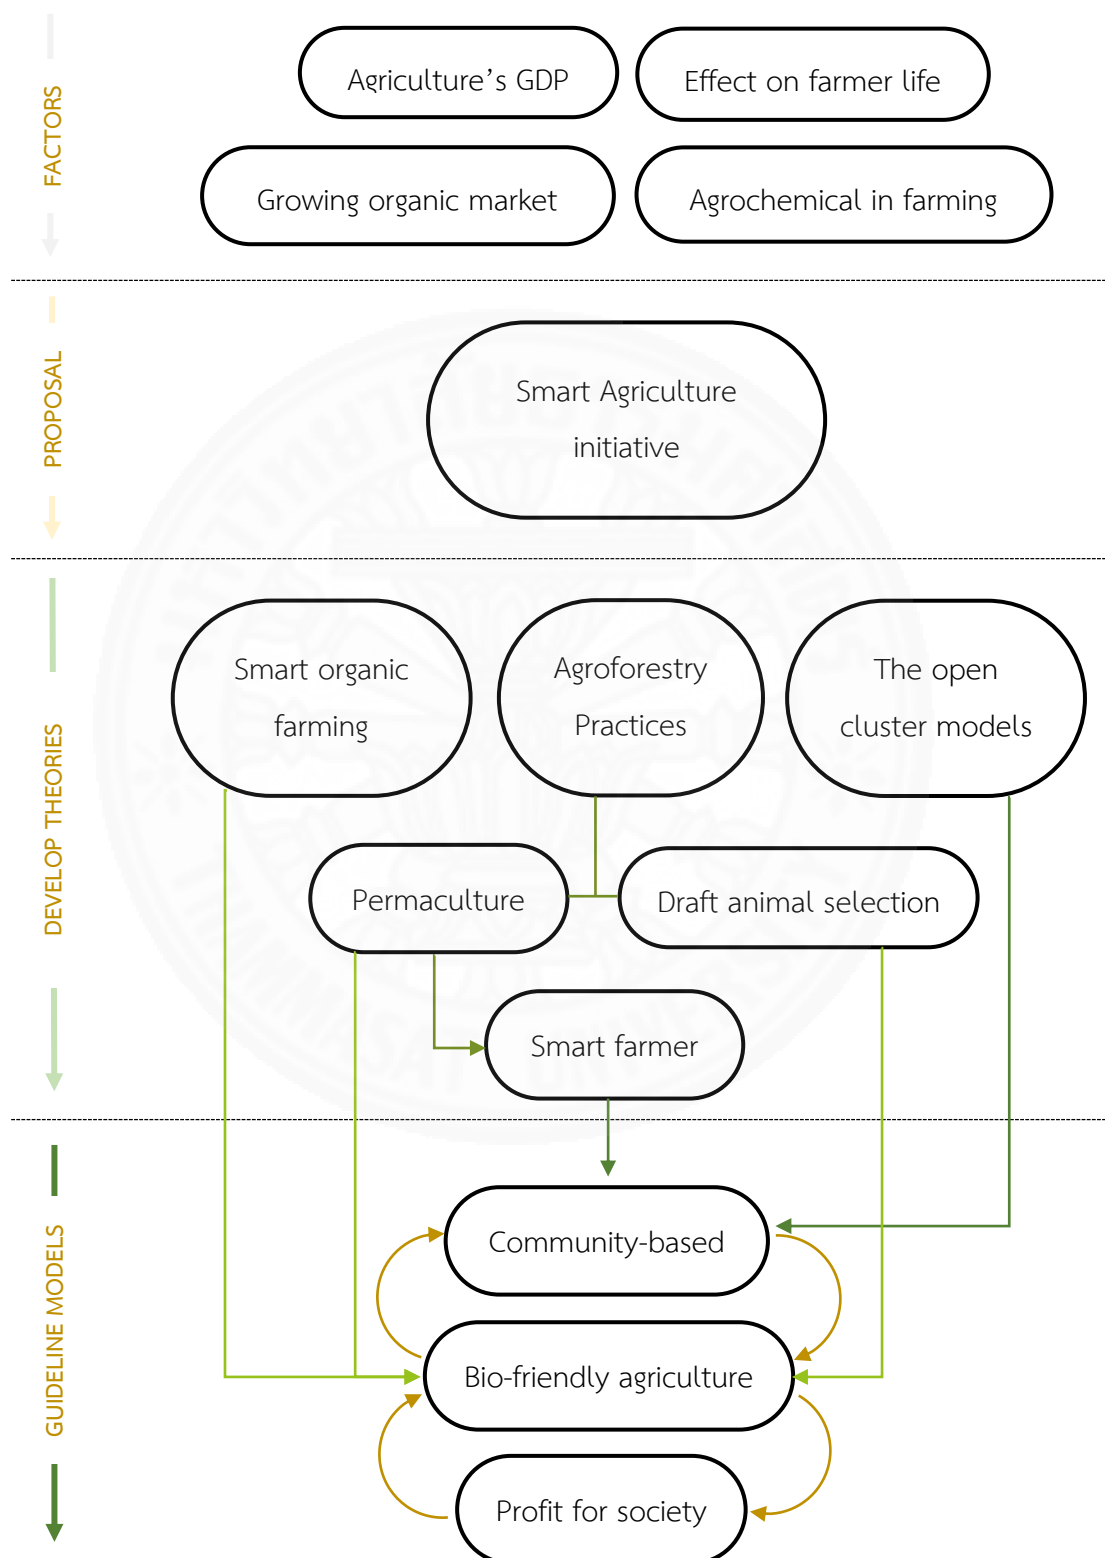 FACTORS
Agriculture's GDP
Effect on farmer life
Growing organic market
Agrochemical in farming
PROPOSAL
Smart Agriculture
initiative
DEVELOP THEORIES
Smart organic
farming
Agroforestry
Practices
The open
cluster models
Permaculture
Draft animal selection
Smart farmer
GUIDELINE MODELS
Community-based
Bio-friendly agriculture
Profit for society